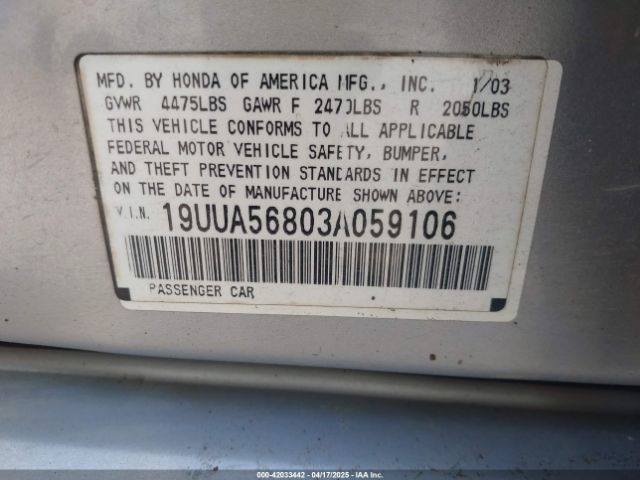 MFD. BY HONDA OF AMERICA MFG., INC. 1/03
GVWR 4475LBS GAWR F 2470LBS R 2050LBS
THIS VEHICLE CONFORMS TO ALL APPLICABLE
FEDERAL MOTOR VEHICLE SAFETY, BUMPER,
AND THEFT PREVENTION STANDARDS IN EFFECT
ON THE DATE OF MANUFACTURE SHOWN ABOVE:
V.I.N. 19UUA56803A059106
PASSENGER CAR
000-42033442 - 04/17/2025 - IAA Inc.